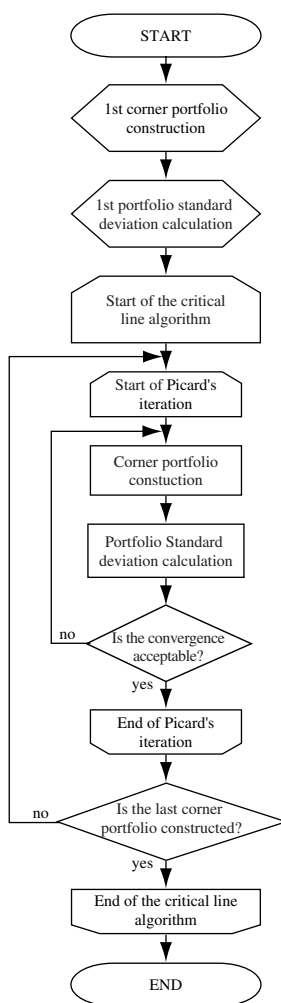 START
1st corner portfolio
construction
1st portfolio standard
deviation calculation
Start of the critical
line algorithm
Start of Picard's
iteration
Corner portfolio
constuction
Portfolio Standard
deviation calculation
no
Is the convergence
acceptable?
yes
End of Picard's
iteration
no
Is the last corner
portfolio constructed?
yes
End of the critical line
algorithm
END